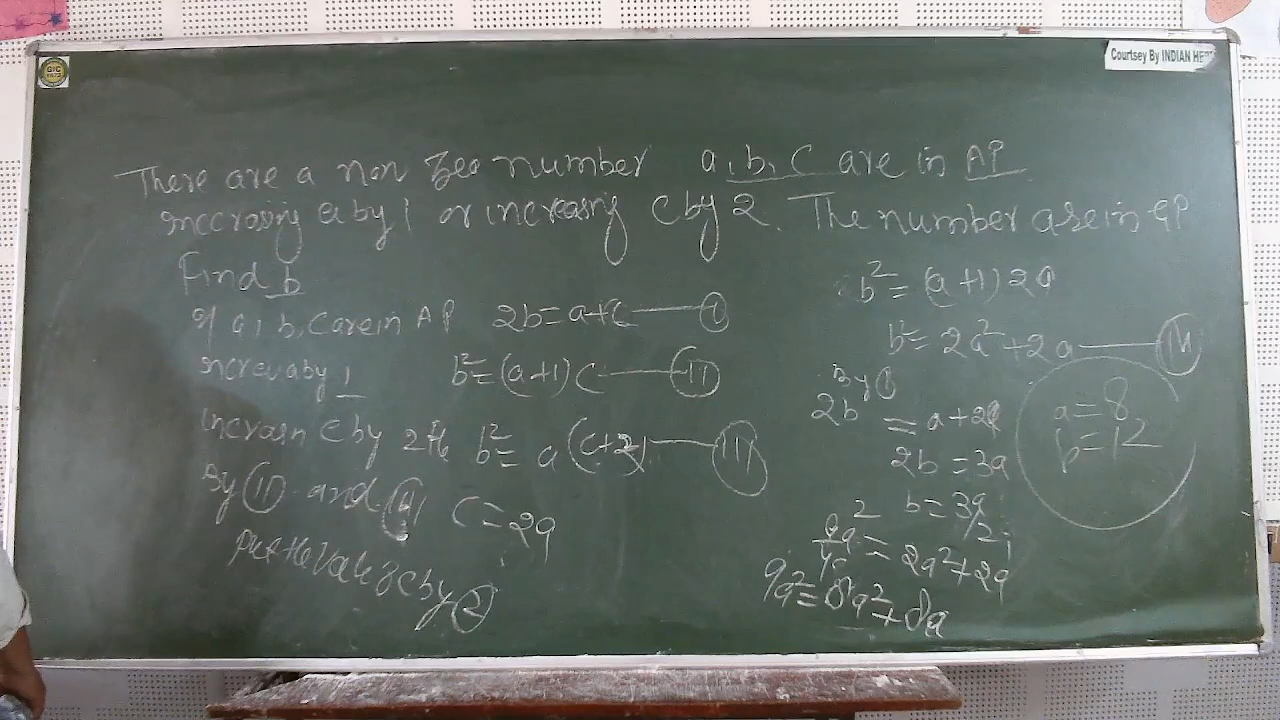 Courtsey By INDIAN HE
There are a non zeo number a, b, C are in AP
increasing a by 1 or increasing C by 2. The number are in GP
Find b
If a, b, C are in AP 2b = a+c — (I)
increa a by 1 b² = (a+1) C — (II)
increasn C by 2 the b² = a (c+2) — (III)
By (II) and C = 2a
put the value of C by (2)
b² = (a+1) 2a
b² = 2a² + 2a — (IV)
By (I)
2b = a + 2a
2b = 3a
b = 3a/2
9a²/4 = 2a² + 2a
9a² = 8a² + 8a
a = 8
b = 12